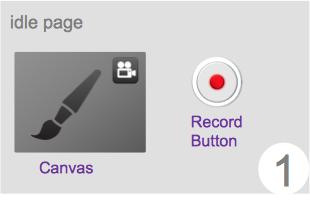 idle page
Canvas
Record
Button
1